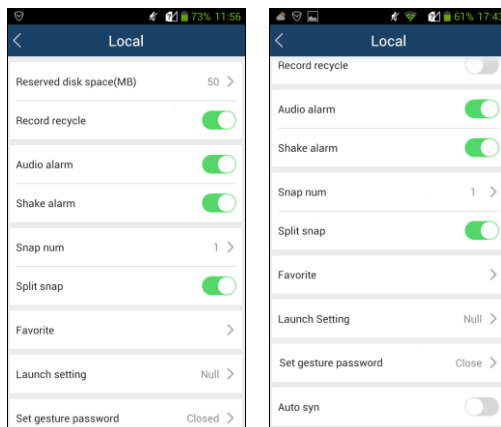 73% 11:56
Local
Reserved disk space(MB) 50
Record recycle
Audio alarm
Shake alarm
Snap num 1
Split snap
Favorite
Launch setting Null
Set gesture password Closed
61% 17:43
Local
Record recycle
Audio alarm
Shake alarm
Snap num 1
Split snap
Favorite
Launch Setting Null
Set gesture password Close
Auto syn